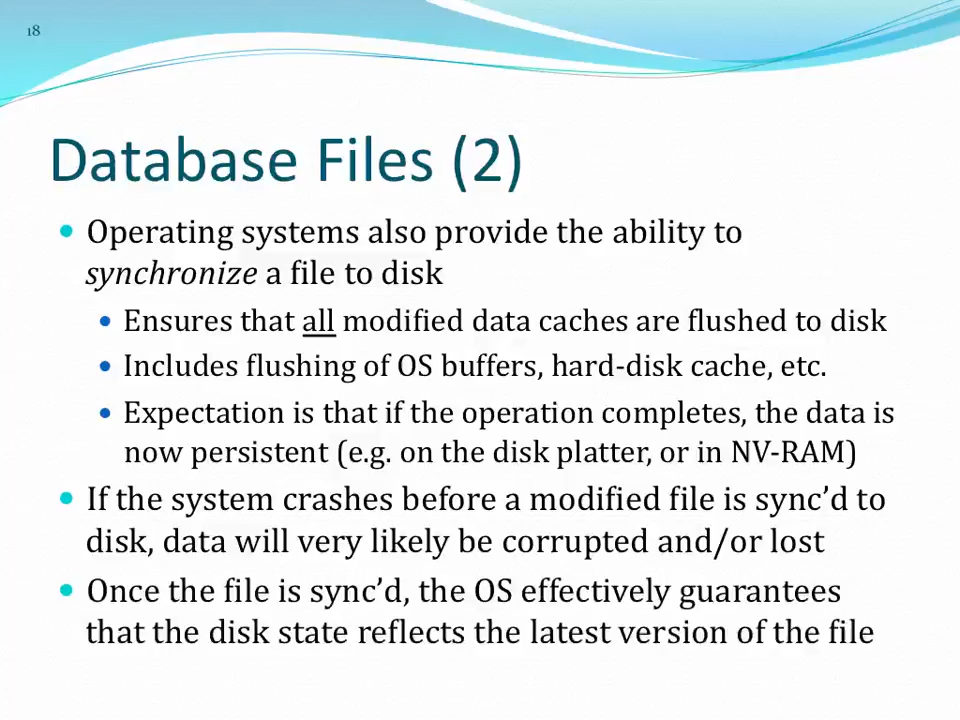 18
Database Files (2)
• Operating systems also provide the ability to
synchronize a file to disk
• Ensures that all modified data caches are flushed to disk
• Includes flushing of OS buffers, hard-disk cache, etc.
• Expectation is that if the operation completes, the data is
now persistent (e.g. on the disk platter, or in NV-RAM)
• If the system crashes before a modified file is sync’d to
disk, data will very likely be corrupted and/or lost
• Once the file is sync’d, the OS effectively guarantees
that the disk state reflects the latest version of the file